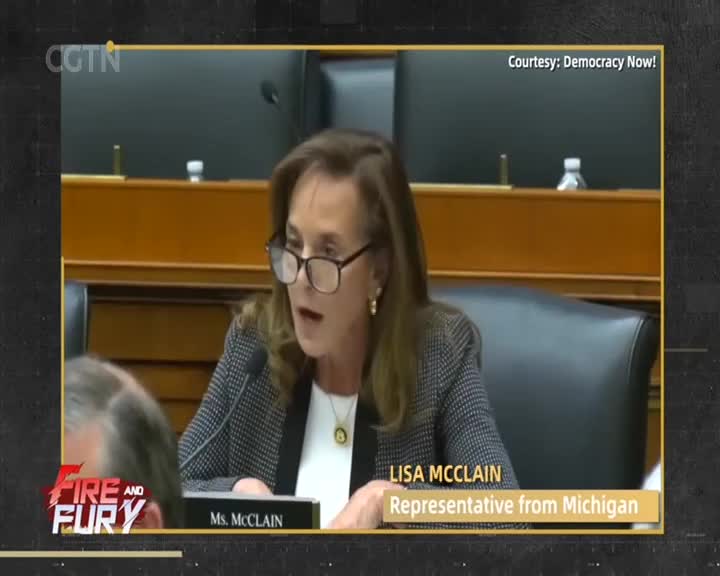 CGTN
Courtesy: Democracy Now!
LISA MCCLAIN
Representative from Michigan
FIRE AND
FURY
Ms. McCLAIN